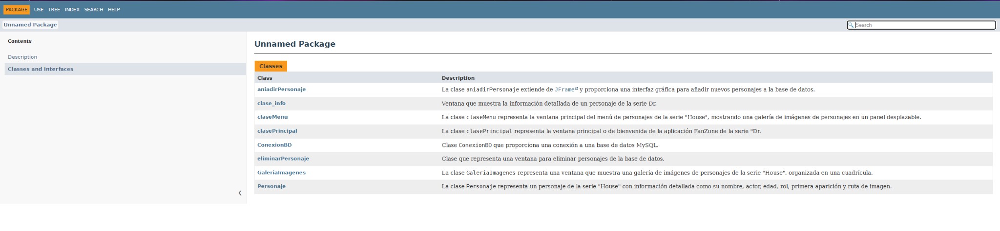 PACKAGE USE TREE INDEX SEARCH HELP
Unnamed Package
Search
Contents
Description
Classes and Interfaces
Unnamed Package
Classes
Class Description
aniadirPersonaje La clase aniadirPersonaje extiende de JFrame y proporciona una interfaz gráfica para añadir nuevos personajes a la base de datos.
clase_info Ventana que muestra la información detallada de un personaje de la serie Dr.
claseMenu La clase claseMenu representa la ventana principal del menú de personajes de la serie "House", mostrando una galería de imágenes de personajes en un panel desplazable.
clasePrincipal La clase clasePrincipal representa la ventana principal o de bienvenida de la aplicación FanZone de la serie "Dr.
ConexionBD Clase ConexionBD que proporciona una conexión a una base de datos MySQL.
eliminarPersonaje Clase que representa una ventana para eliminar personajes de la base de datos.
GaleriaImagenes La clase GaleriaImagenes representa una ventana que muestra una galería de imágenes de personajes de la serie "House", organizada en una cuadrícula.
Personaje La clase Personaje representa un personaje de la serie "House" con información detallada como su nombre, actor, edad, rol, primera aparición y ruta de imagen.